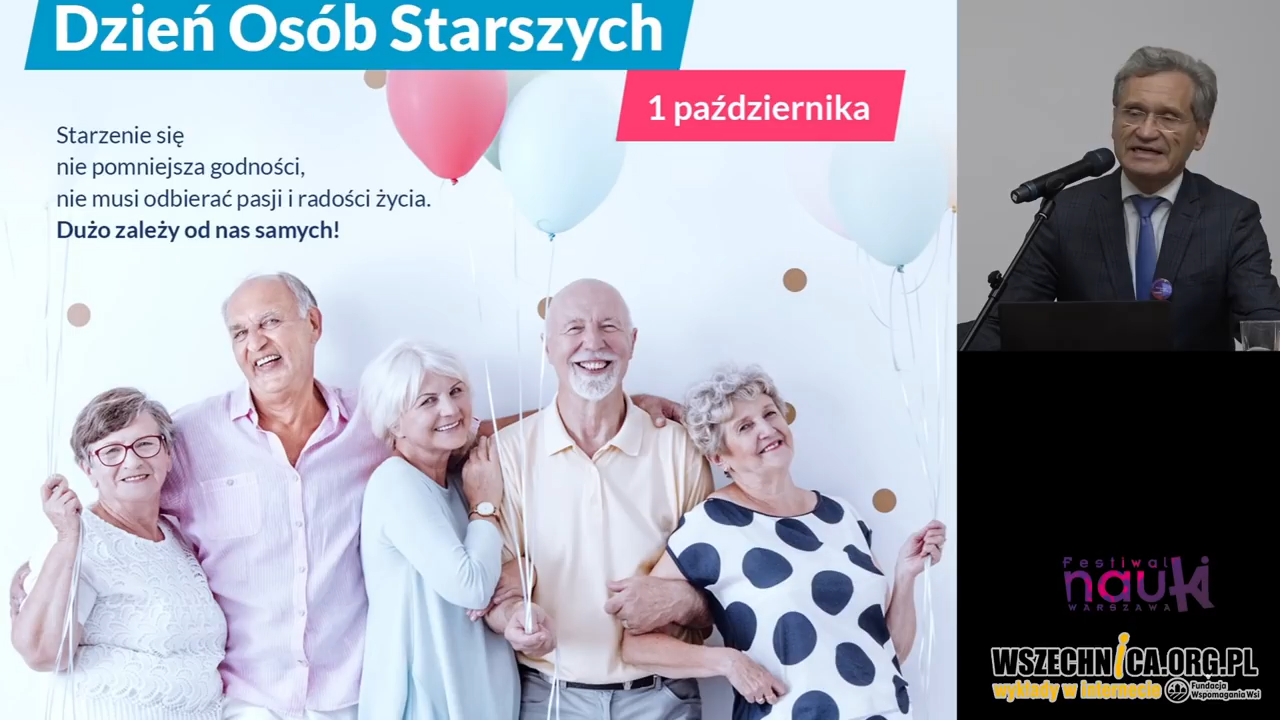 Dzień Osób Starszych
1 października
Starzenie się
nie pomniejsza godności,
nie musi odbierać pasji i radości życia.
Dużo zależy od nas samych!
Festiwal
nauki
WARSZAWA
WSZECHNICA.ORG.PL
wykłady w internecie
Fundacja
Wspomagania Wsi